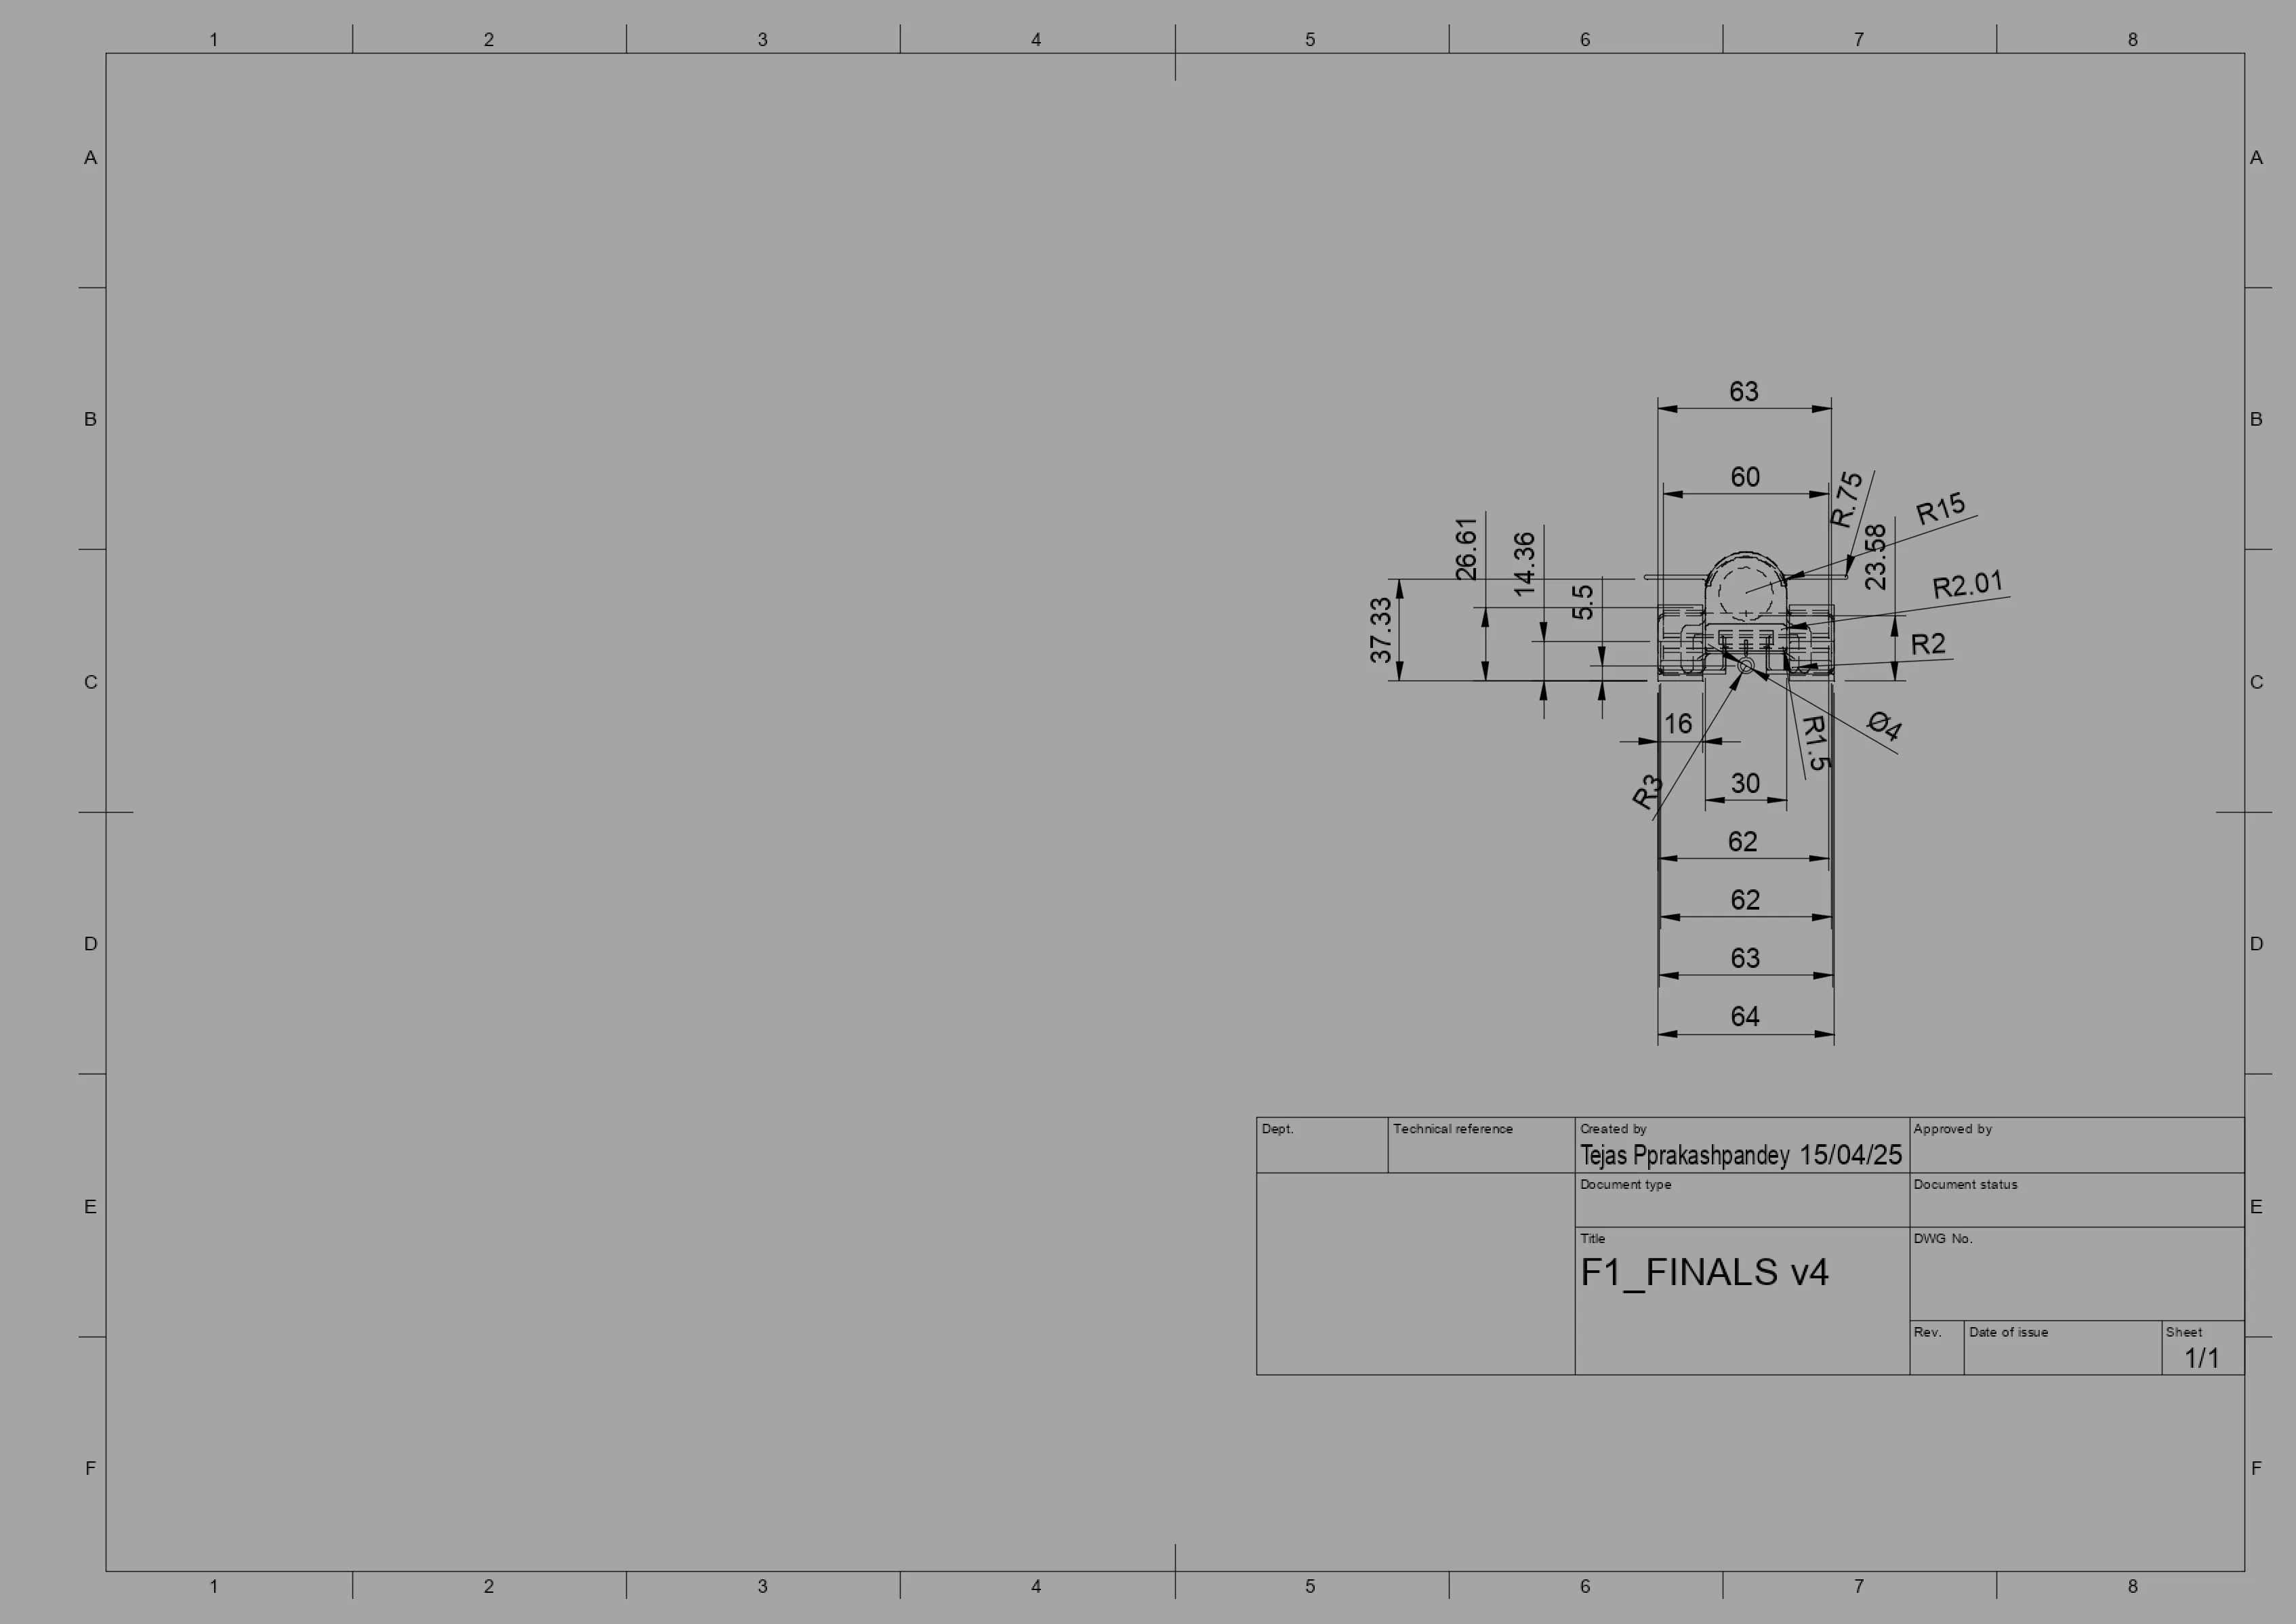 1 2 3 4 5 6 7 8
A A
B B
C C
D D
E E
F F
63
60
R.75
R15
26.61
14.36
23.58
5.5
37.33
R2.01
R2
16
Ø4
R1.5
R3
30
62
62
63
64
Dept. Technical reference Created by Approved by
Tejas Pprakashpandey 15/04/25
Document type Document status
Title DWG No.
F1_FINALS v4
Rev. Date of issue Sheet
1/1
1 2 3 4 5 6 7 8